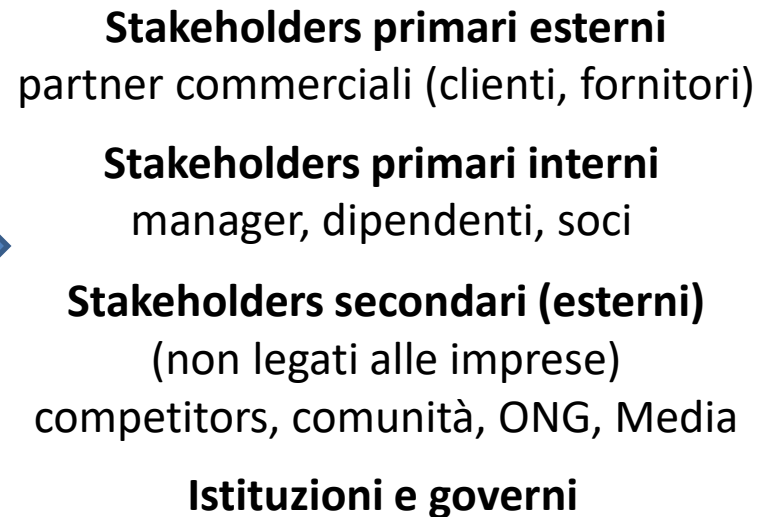 Stakeholders primari esterni
partner commerciali (clienti, fornitori)
Stakeholders primari interni
manager, dipendenti, soci
Stakeholders secondari (esterni)
(non legati alle imprese)
competitors, comunità, ONG, Media
Istituzioni e governi